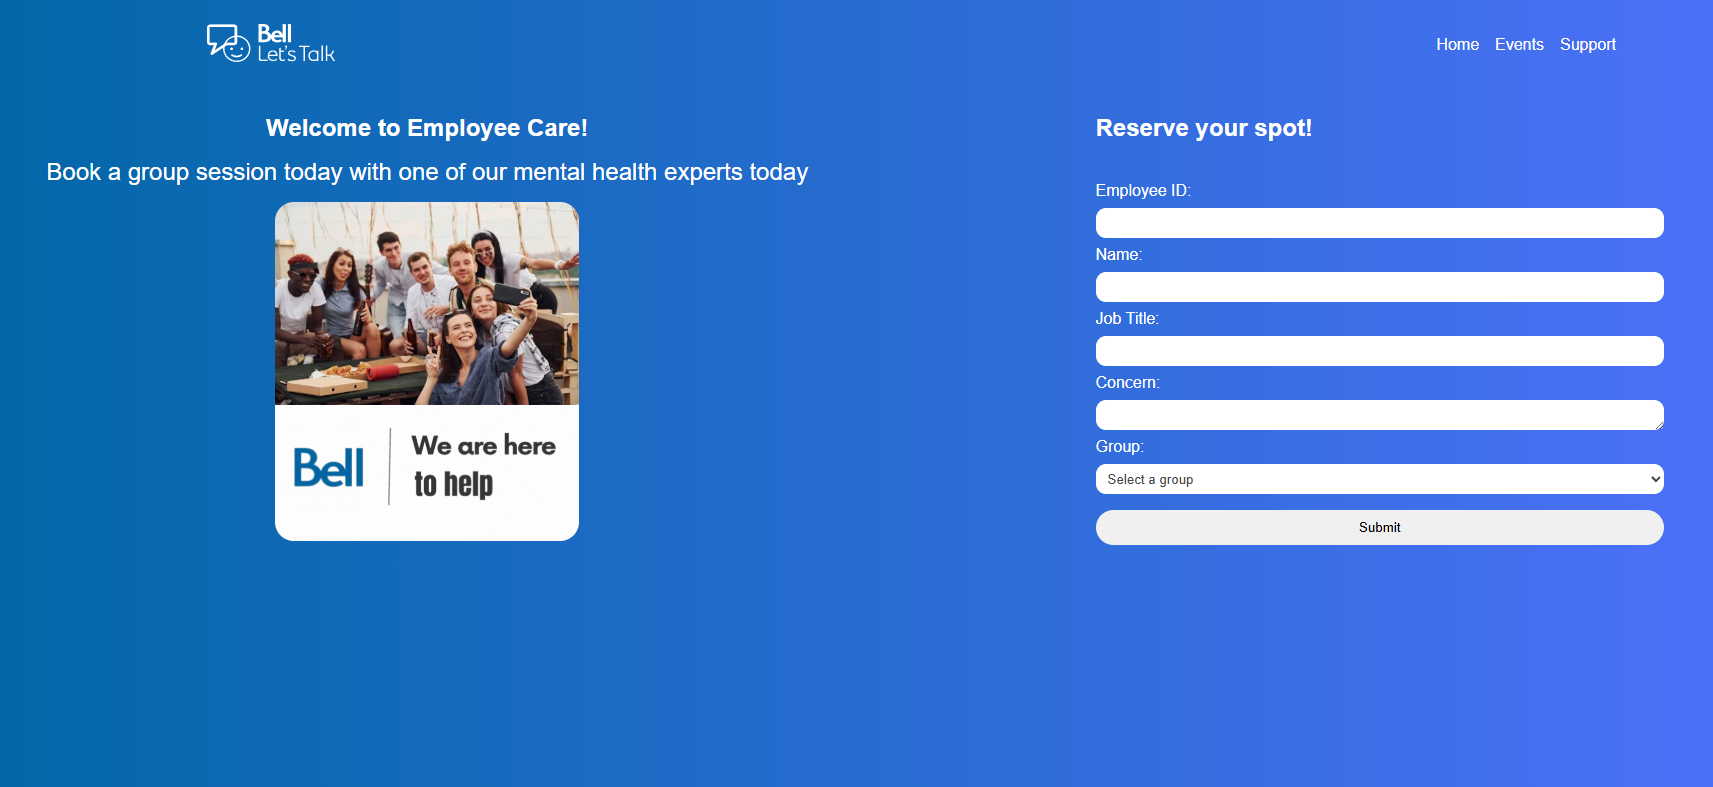 Bell
Let's Talk
Home Events Support
Welcome to Employee Care!
Book a group session today with one of our mental health experts today
Bell
We are here
to help
Reserve your spot!
Employee ID:
Name:
Job Title:
Concern:
Group:
Select a group
Submit